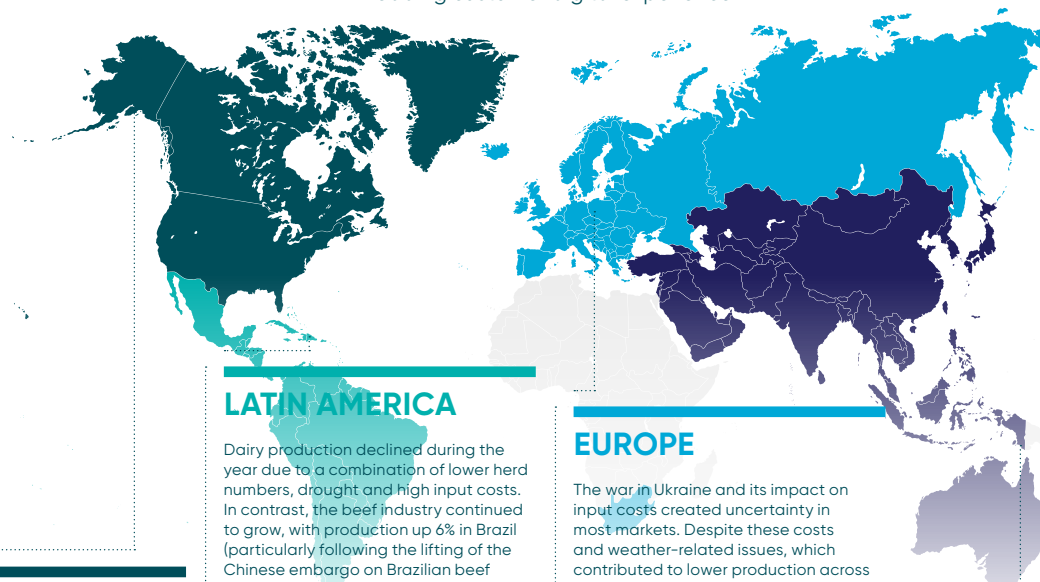 LATIN AMERICA
Dairy production declined during the
year due to a combination of lower herd
numbers, drought and high input costs.
In contrast, the beef industry continued
to grow, with production up 6% in Brazil
(particularly following the lifting of the
Chinese embargo on Brazilian beef
EUROPE
The war in Ukraine and its impact on
input costs created uncertainty in
most markets. Despite these costs
and weather-related issues, which
contributed to lower production across